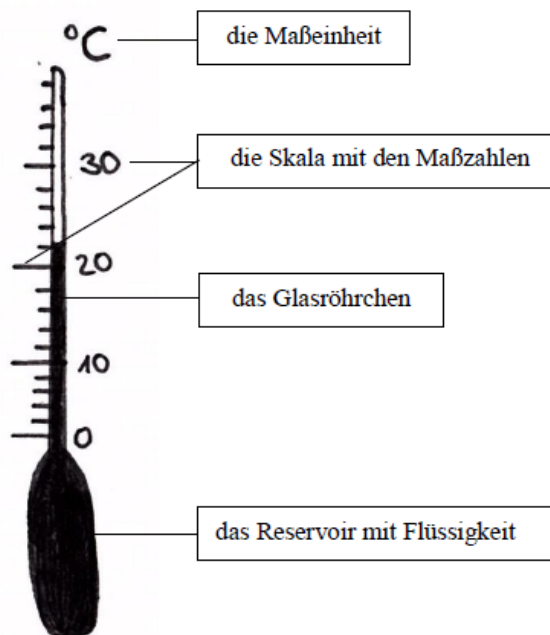 °C
die Maßeinheit
30
die Skala mit den Maßzahlen
20
das Glasröhrchen
10
0
das Reservoir mit Flüssigkeit